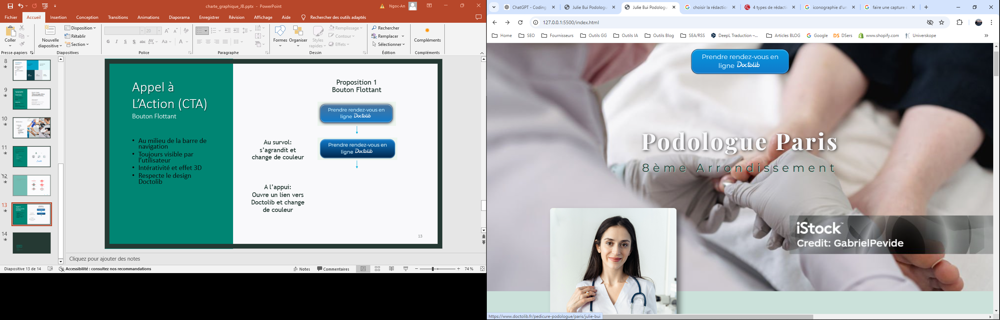 charte_graphique_JB.pptx - PowerPoint
Ngoc-An
Fichier Accueil Insertion Conception Transitions Animations Diaporama Enregistrer Révision Affichage Aide Rechercher des outils adaptés
Coller
Presse-papiers
Nouvelle diapositive
Disposition
Rétablir
Section
Diapositives
20
G I S S abc AV Aa A
Police
Paragraphe
Formes
Organiser
Styles rapides
Remplissage
Contour
Effets
Dessin
Rechercher
Remplacer
Sélectionner
Édition
Compléments
Compléments
8
9
10
11
12
13
14
Appel à
L'Action (CTA)
Bouton Flottant
• Au milieu de la barre de
navigation
• Toujours visible par
l'utilisateur
• Intérativité et effet 3D
• Respecte le design
Doctolib
Proposition 1
Bouton Flottant
Prendre rendez-vous en
ligne Doctolib
Au survol:
s'agrandit et
change de couleur
Prendre rendez-vous en
ligne Doctolib
A l'appui:
Ouvre un lien vers
Doctolib et change
de couleur
13
Cliquez pour ajouter des notes
Diapositive 13 de 14 Accessibilité : consultez nos recommandations Notes Commentaires 74 %
ChatGPT - Coding Julie Bui Podologu Julie Bui Podologu choisir la rédaction 4 types de rédacti iconographie d'un faire une capture
127.0.0.1:5500/index.html
Home SEO Fournisseurs Outils GG Outils IA Outils Blog SEA/RSS DeepL Traduction –... Articles BLOG Google DS DSers www.shopify.com Universkope
Prendre rendez-vous en
ligne Doctolib
Podologue Paris
8ème Arrondissement
iStock™
Credit: GabrielPevide
https://www.doctolib.fr/pedicure-podologue/paris/julie-bui